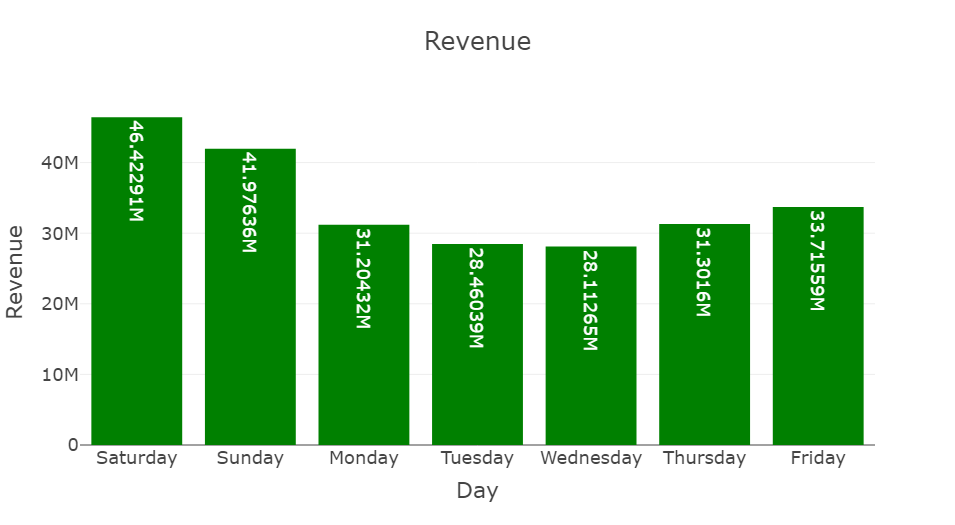 Revenue
46.42291M
41.97636M
31.20432M
28.46039M
28.11265M
31.3016M
33.71559M
40M
30M
20M
10M
0
Revenue
Saturday Sunday Monday Tuesday Wednesday Thursday Friday
Day